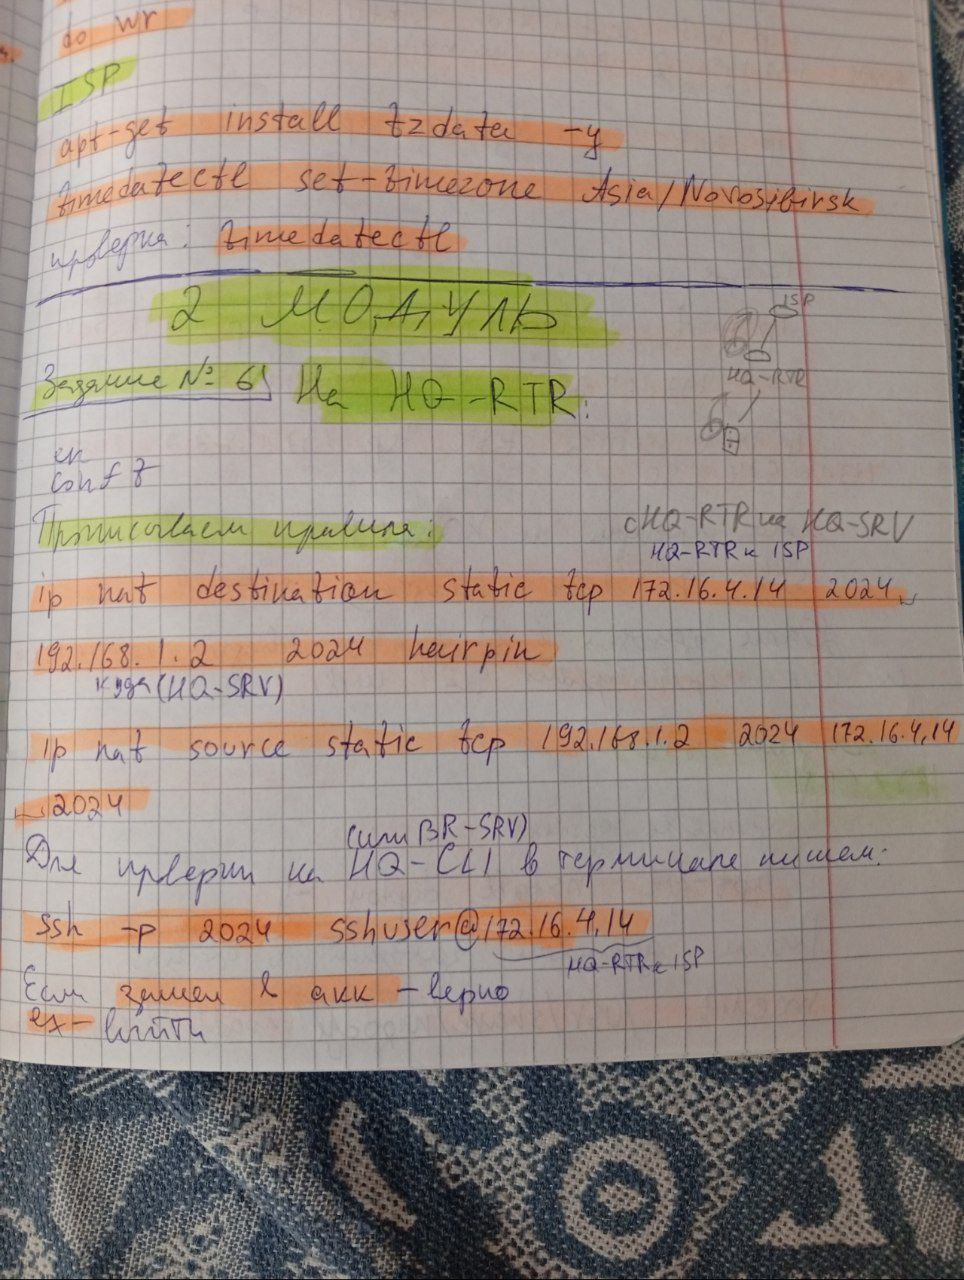 do wr
ISP
apt-get install tzdata -y
timedatectl set-timezone Asia/Novosibirsk
проверка: timedatectl
2 МОДУЛЬ
ISP
HQ-RTR
Задание № 6 На HQ-RTR:
en
conf t
Прописываем правила:
с HQ-RTR на HQ-SRV
HQ-RTR к ISP
ip nat destination static tcp 172.16.4.14 2024
192.168.1.2 2024 hairpin
куда (HQ-SRV)
ip nat source static tcp 192.168.1.2 2024 172.16.4.14
2024
(или BR-SRV)
Для проверки на HQ-CLI в терминале пишем:
ssh -p 2024 sshuser@172.16.4.14
HQ-RTR к ISP
Если зашел в акк - верно
ex - выйти